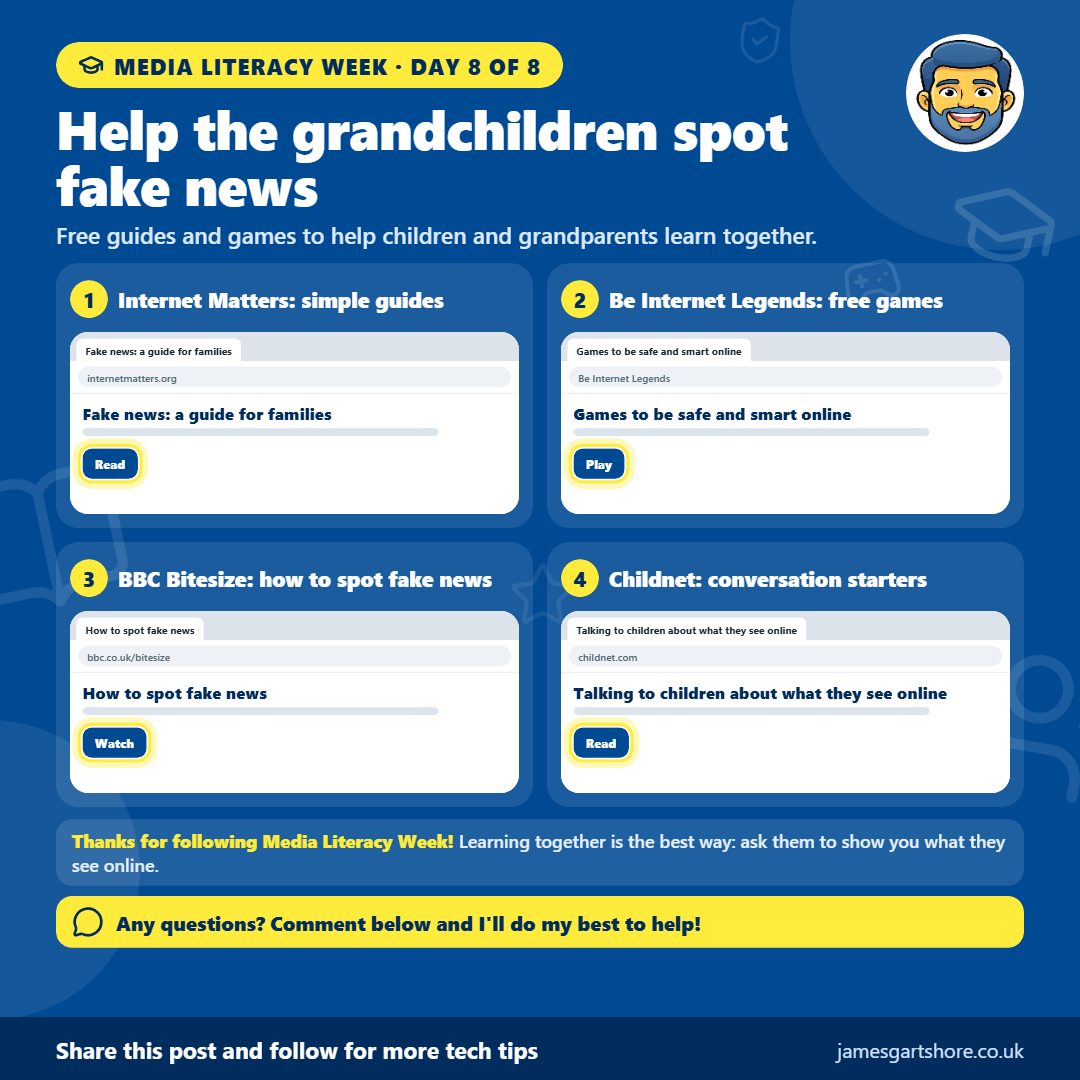 MEDIA LITERACY WEEK · DAY 8 OF 8
Help the grandchildren spot
fake news
Free guides and games to help children and grandparents learn together.
1 Internet Matters: simple guides
Fake news: a guide for families
internetmatters.org
Fake news: a guide for families
Read
2 Be Internet Legends: free games
Games to be safe and smart online
Be Internet Legends
Games to be safe and smart online
Play
3 BBC Bitesize: how to spot fake news
How to spot fake news
bbc.co.uk/bitesize
How to spot fake news
Watch
4 Childnet: conversation starters
Talking to children about what they see online
childnet.com
Talking to children about what they see online
Read
Thanks for following Media Literacy Week! Learning together is the best way: ask them to show you what they
see online.
Any questions? Comment below and I'll do my best to help!
Share this post and follow for more tech tips
jamesgartshore.co.uk